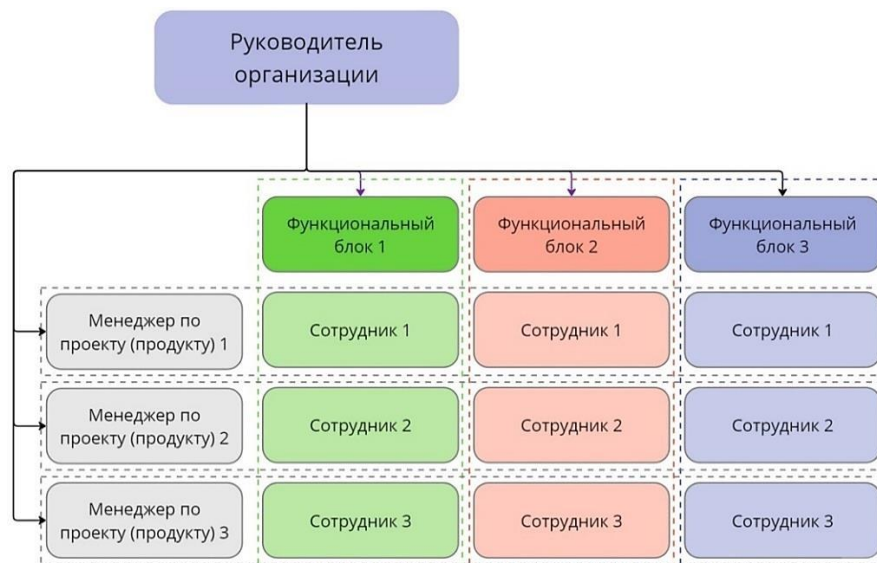 Руководитель
организации
Функциональный
блок 1
Функциональный
блок 2
Функциональный
блок 3
Менеджер по
проекту (продукту) 1
Сотрудник 1
Сотрудник 1
Сотрудник 1
Менеджер по
проекту (продукту) 2
Сотрудник 2
Сотрудник 2
Сотрудник 2
Менеджер по
проекту (продукту) 3
Сотрудник 3
Сотрудник 3
Сотрудник 3